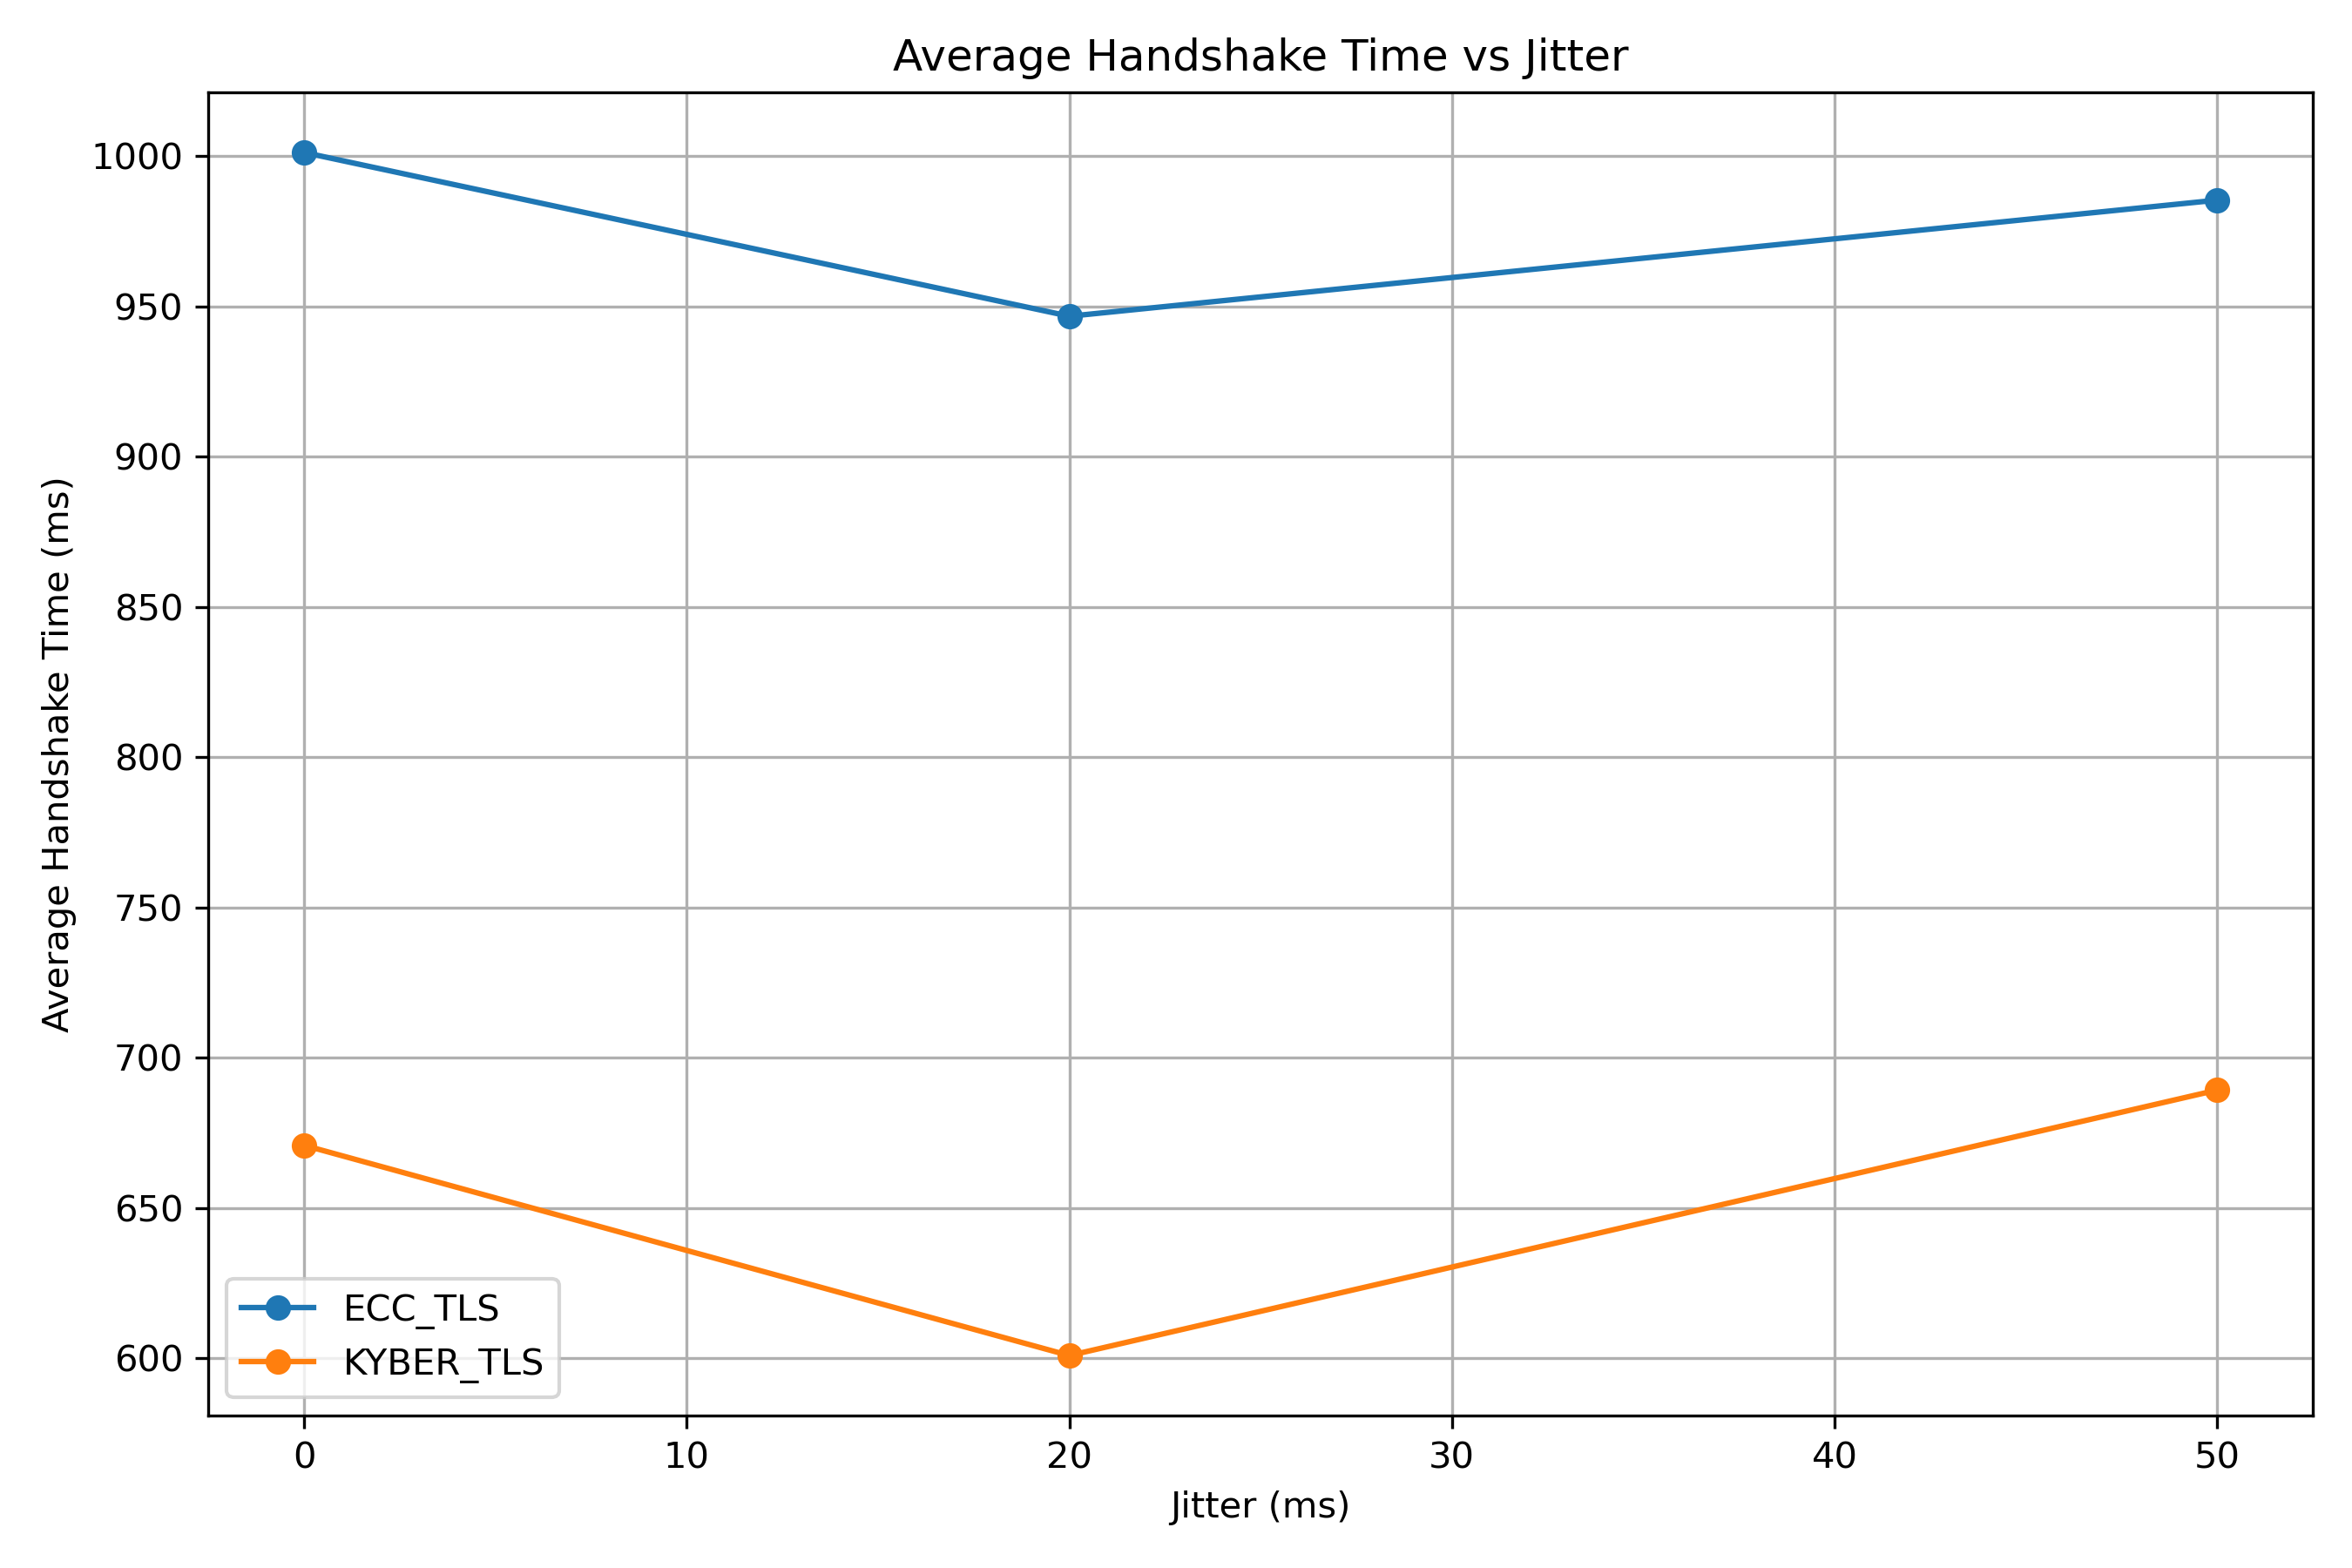 Average Handshake Time vs Jitter
Average Handshake Time (ms)
1000
950
900
850
800
750
700
650
600
ECC_TLS
KYBER_TLS
0 10 20 30 40 50
Jitter (ms)